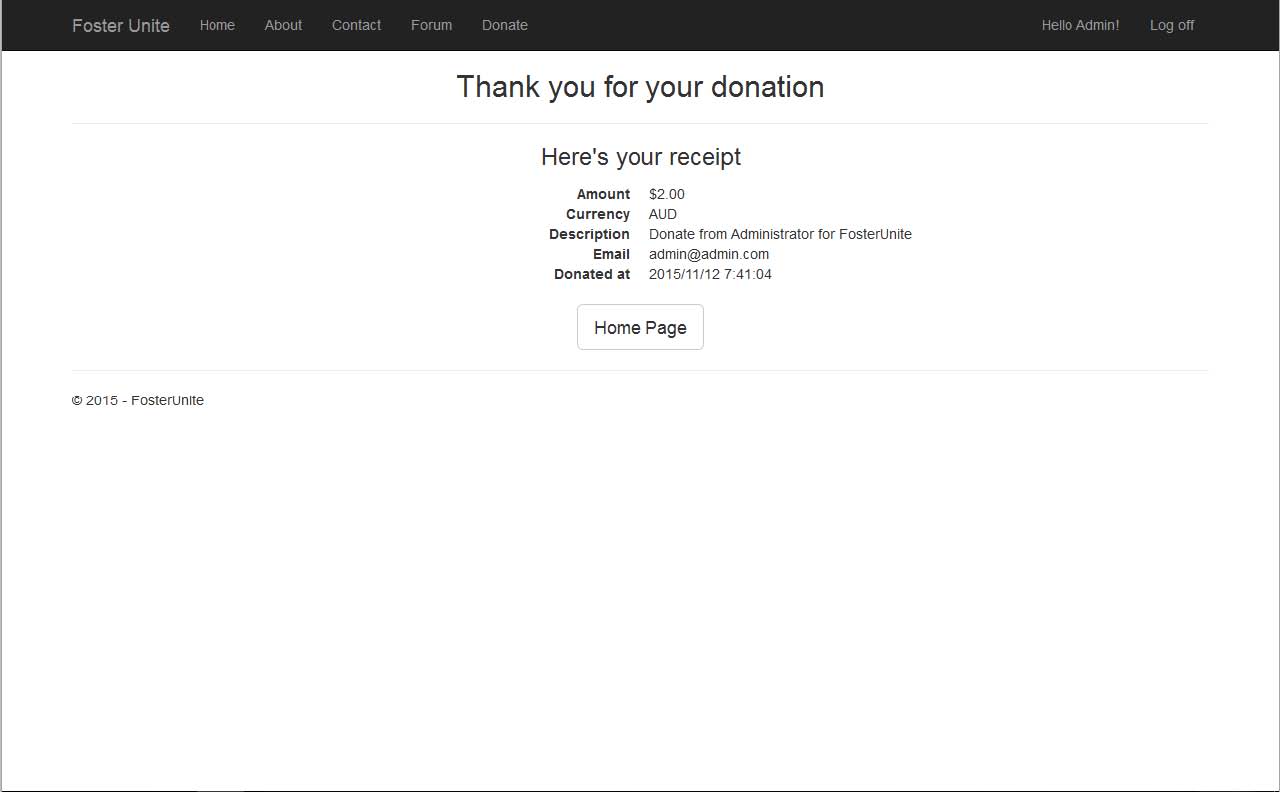 Foster Unite Home About Contact Forum Donate Hello Admin! Log off
Thank you for your donation
Here's your receipt
Amount $2.00
Currency AUD
Description Donate from Administrator for FosterUnite
Email admin@admin.com
Donated at 2015/11/12 7:41:04
Home Page
© 2015 - FosterUnite